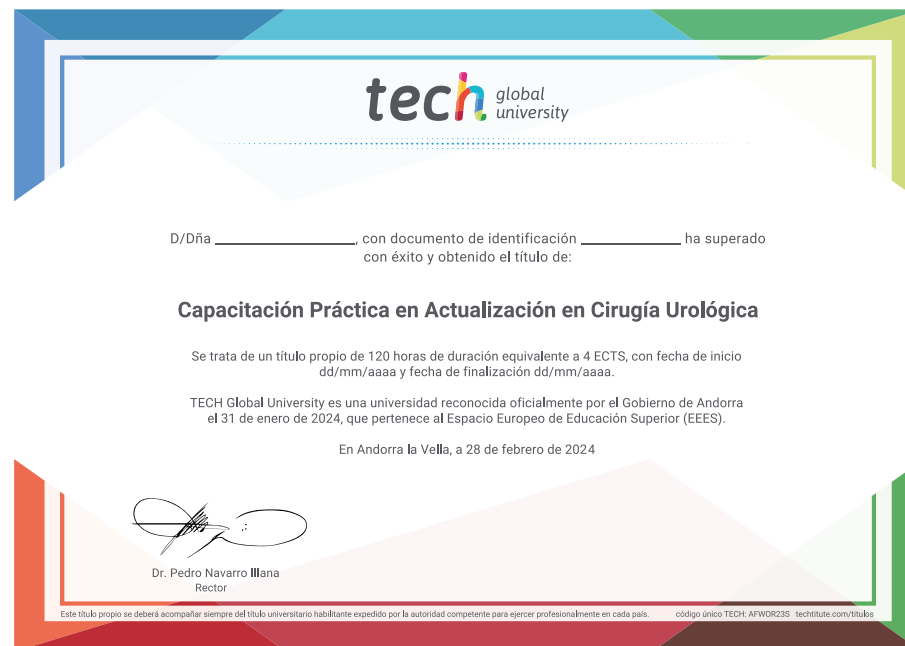 tech global university
D/Dña ____________________, con documento de identificación ______________ ha superado
con éxito y obtenido el título de:
Capacitación Práctica en Actualización en Cirugía Urológica
Se trata de un título propio de 120 horas de duración equivalente a 4 ECTS, con fecha de inicio
dd/mm/aaaa y fecha de finalización dd/mm/aaaa.
TECH Global University es una universidad reconocida oficialmente por el Gobierno de Andorra
el 31 de enero de 2024, que pertenece al Espacio Europeo de Educación Superior (EEES).
En Andorra la Vella, a 28 de febrero de 2024
Dr. Pedro Navarro Illana
Rector
Este título propio se deberá acompañar siempre del título universitario habilitante expedido por la autoridad competente para ejercer profesionalmente en cada país. código único TECH: AFWOR23S techtitute.com/titulos